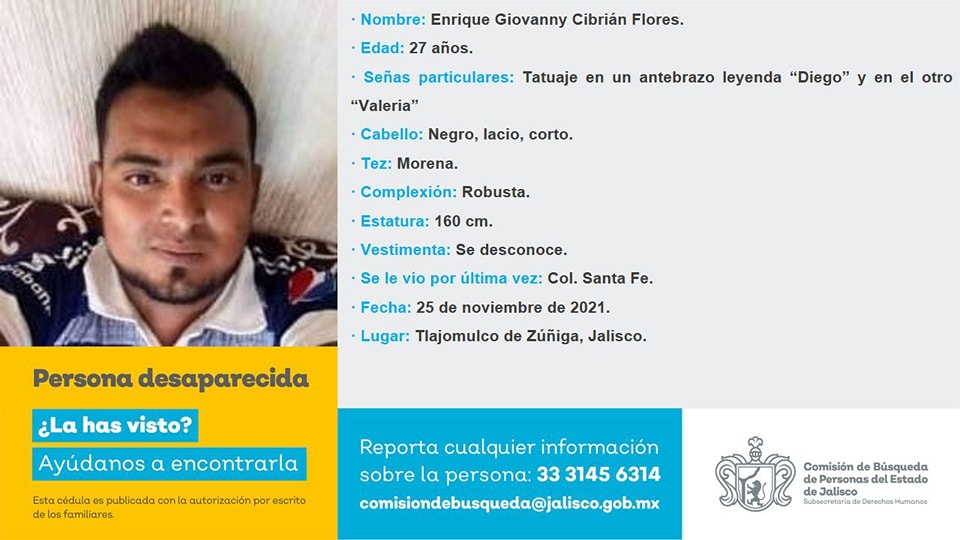 · Nombre: Enrique Giovanny Cibrián Flores.
· Edad: 27 años.
· Señas particulares: Tatuaje en un antebrazo leyenda “Diego” y en el otro
“Valeria”
· Cabello: Negro, lacio, corto.
· Tez: Morena.
· Complexión: Robusta.
· Estatura: 160 cm.
· Vestimenta: Se desconoce.
· Se le vio por última vez: Col. Santa Fe.
· Fecha: 25 de noviembre de 2021.
· Lugar: Tlajomulco de Zúñiga, Jalisco.
Persona desaparecida
¿La has visto?
Ayúdanos a encontrarla
Esta cédula es publicada con la autorización por escrito
de los familiares.
Reporta cualquier información
sobre la persona: 33 3145 6314
comisiondebusqueda@jalisco.gob.mx
Comisión de Búsqueda
de Personas del Estado
de Jalisco
Subsecretaría de Derechos Humanos